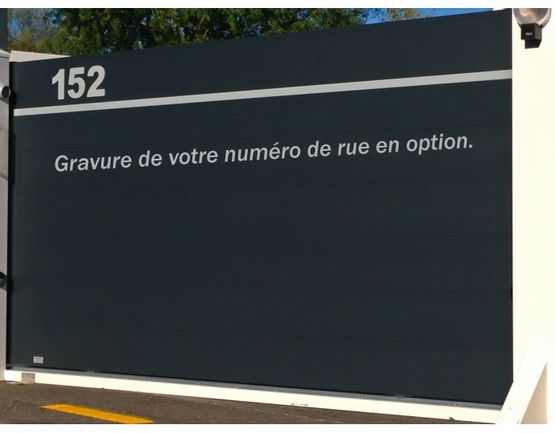 152
Gravure de votre numéro de rue en option.